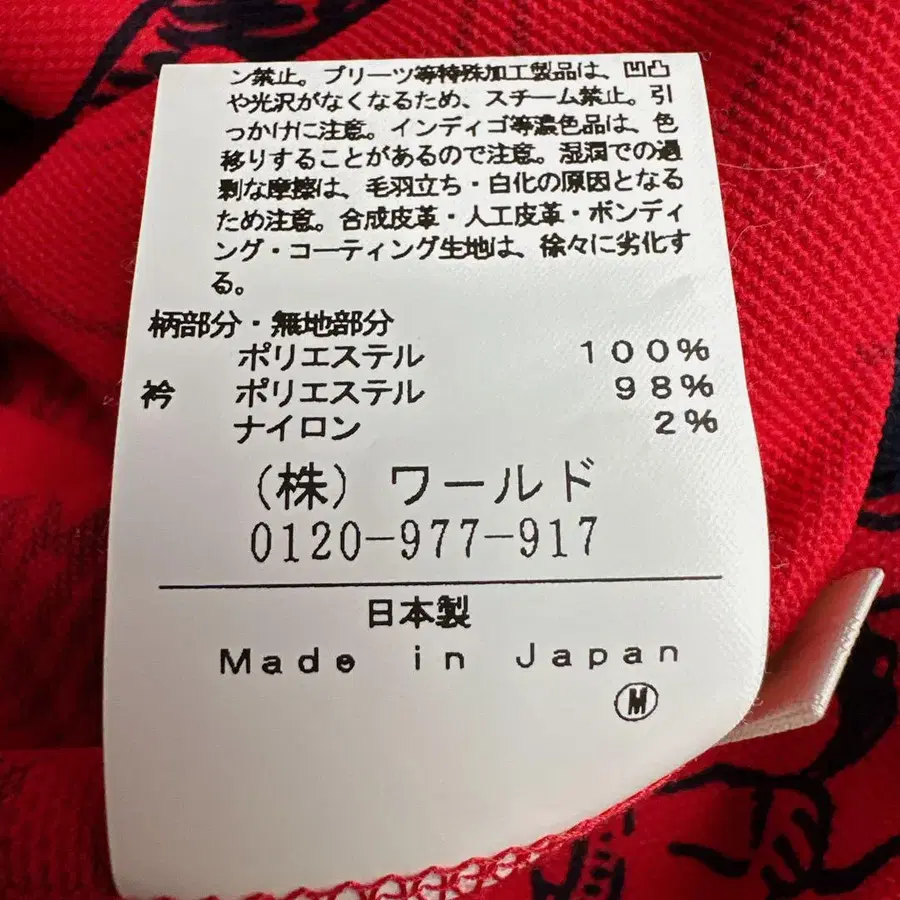 ン禁止。プリーツ等特殊加工製品は、凹凸
や光沢がなくなるため、スチーム禁止。引
っかけに注意。インディゴ等濃色品は、色
移りすることがあるので注意。湿潤での過
剰な摩擦は、毛羽立ち・白化の原因となる
ため注意。合成皮革・人工皮革・ボンディ
ング・コーティング生地は、徐々に劣化す
る。
柄部分・無地部分
ポリエステル 100%
衿 ポリエステル 98%
ナイロン 2%
(株) ワールド
0120-977-917
日本製
Made in Japan
Ⓜ